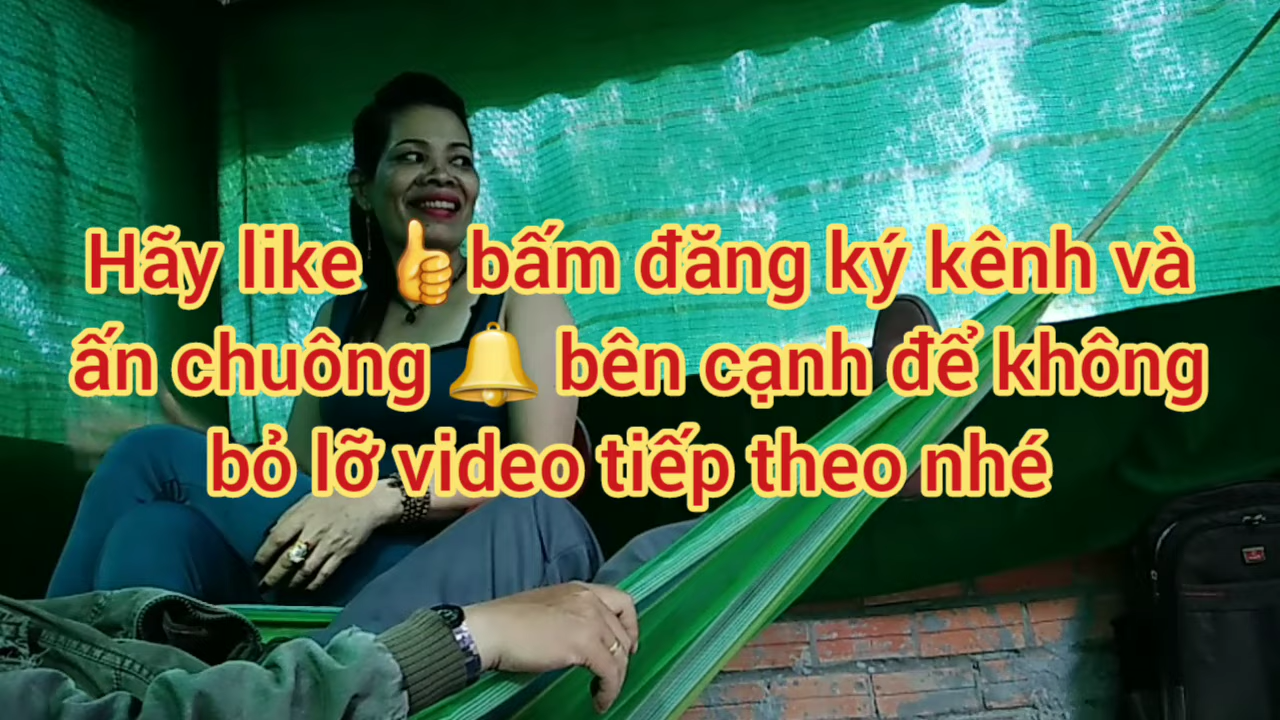 Hãy like 👍 bấm đăng ký kênh và
ấn chuông 🔔 bên cạnh để không
bỏ lỡ video tiếp theo nhé